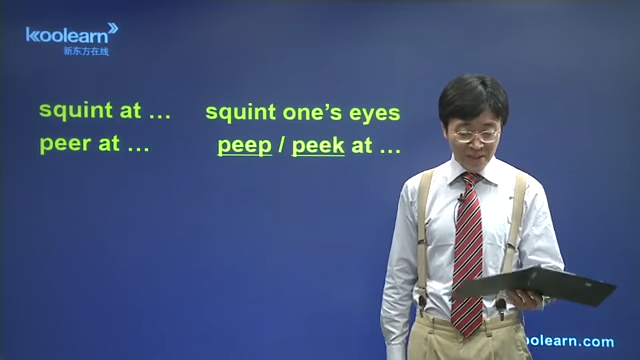 koolearn
新东方在线
squint at … squint one's eyes
peer at … peep / peek at …
oolearn.com